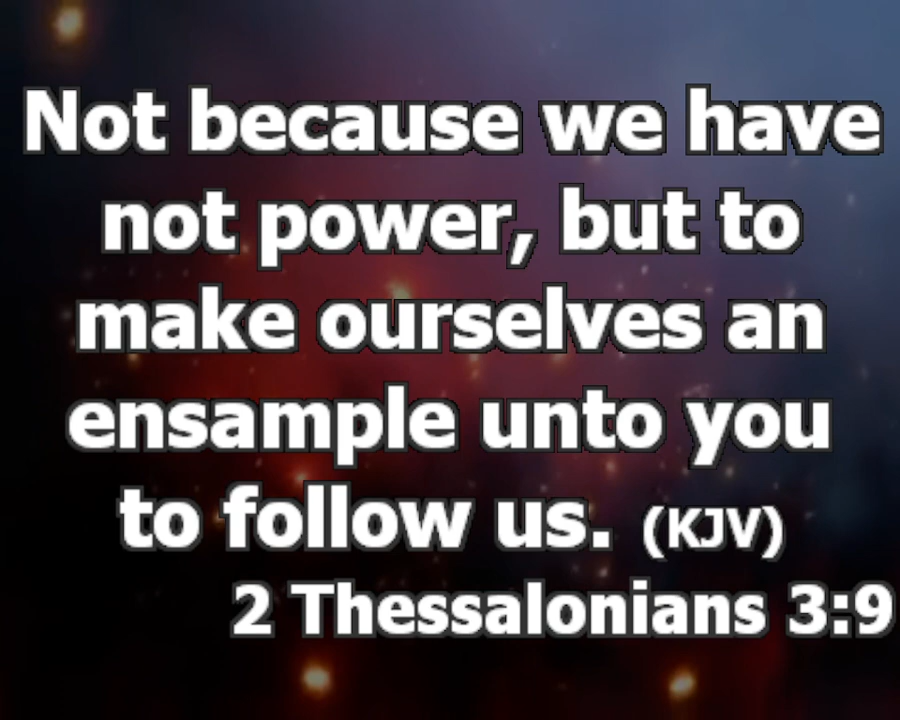 Not because we have
not power, but to
make ourselves an
ensample unto you
to follow us. (KJV)
2 Thessalonians 3:9